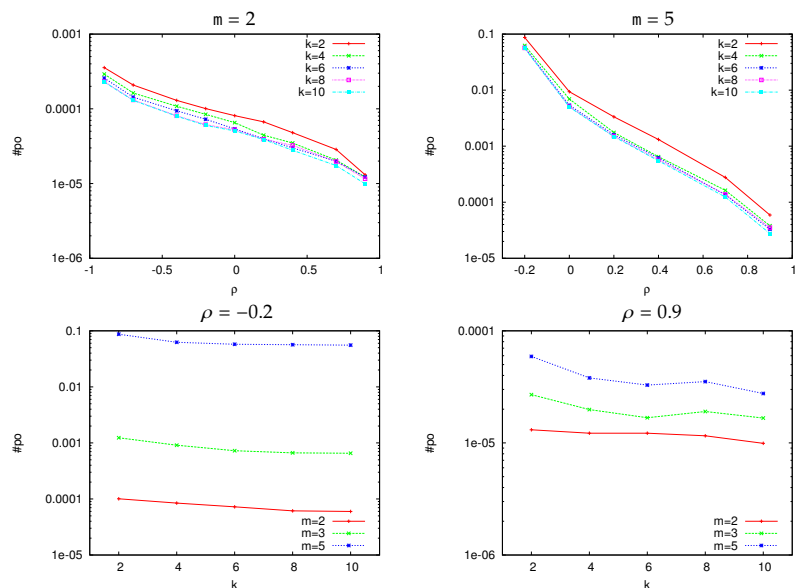 m = 2
0.001
0.0001
1e-05
1e-06
#po
-1
-0.5
0
0.5
1
ρ
k=2
k=4
k=6
k=8
k=10
m = 5
0.1
0.01
0.001
0.0001
1e-05
#po
-0.2
0
0.2
0.4
0.6
0.8
1
ρ
k=2
k=4
k=6
k=8
k=10
ρ = −0.2
0.1
0.01
0.001
0.0001
1e-05
#po
2
4
6
8
10
k
m=2
m=3
m=5
ρ = 0.9
0.0001
1e-05
1e-06
#po
2
4
6
8
10
k
m=2
m=3
m=5